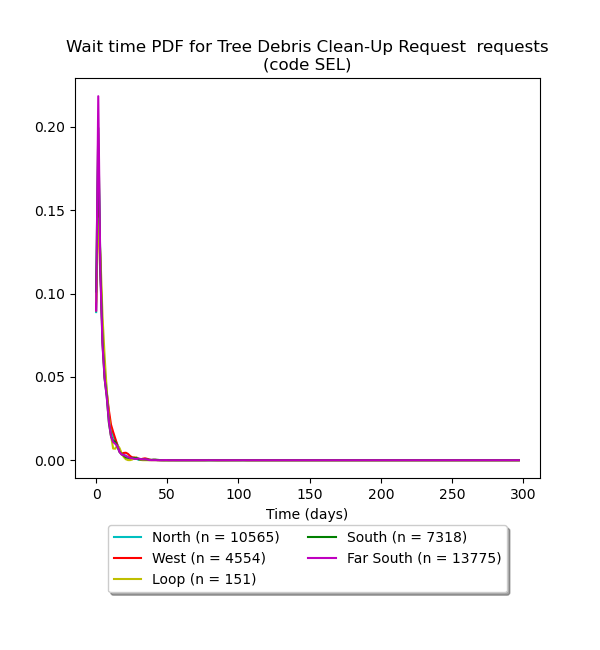 Wait time PDF for Tree Debris Clean-Up Request  requests
(code SEL)
0.20
0.15
0.10
0.05
0.00
0 50 100 150 200 250 300
Time (days)
North (n = 10565) South (n = 7318)
West (n = 4554) Far South (n = 13775)
Loop (n = 151)